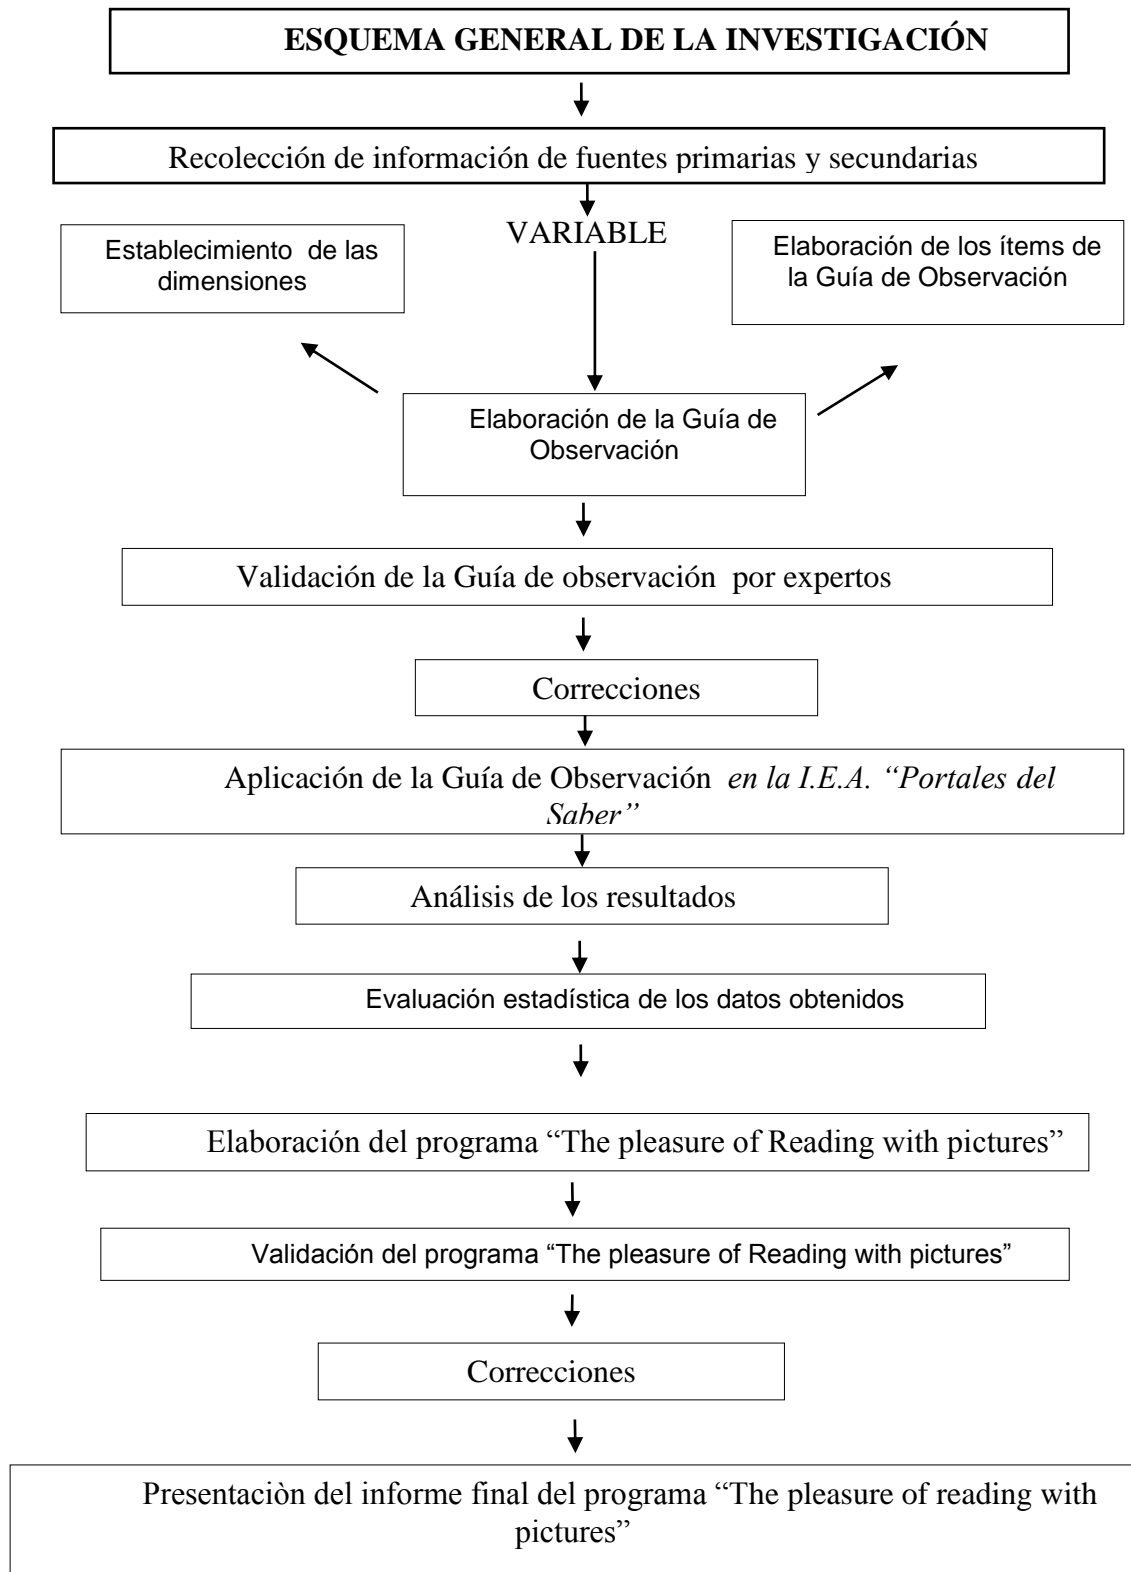 ESQUEMA GENERAL DE LA INVESTIGACIÓN
Recolección de información de fuentes primarias y secundarias
VARIABLE
Establecimiento de las
dimensiones
Elaboración de los ítems de
la Guía de Observación
Elaboración de la Guía de
Observación
Validación de la Guía de observación por expertos
Correcciones
Aplicación de la Guía de Observación en la I.E.A. “Portales del
Saber”
Análisis de los resultados
Evaluación estadística de los datos obtenidos
Elaboración del programa “The pleasure of Reading with pictures”
Validación del programa “The pleasure of Reading with pictures”
Correcciones
Presentaciòn del informe final del programa “The pleasure of reading with
pictures”